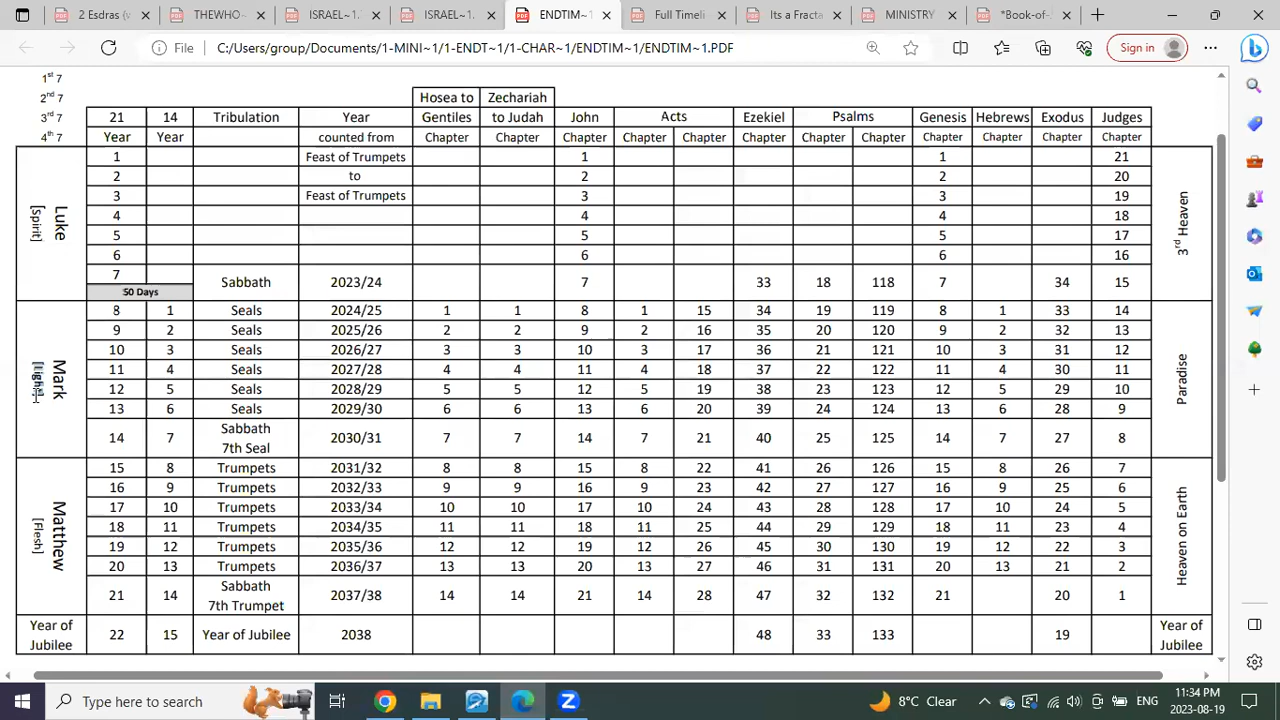 2 Esdras (v
THEWHO-
ISRAEL~1.
ISRAEL~1.
ENDTIM~1
Full Timeli
Its a Fracta
MINISTRY
*Book-of-
File
C:/Users/group/Documents/1-MINI~1/1-ENDT~1/1-CHAR~1/ENDTIM~1/ENDTIM~1.PDF
Sign in
1st 7
2nd 7 Hosea to Zechariah
3rd 7 21 14 Tribulation Year Gentiles to Judah John Acts Ezekiel Psalms Genesis Hebrews Exodus Judges
4th 7 Year Year counted from Chapter Chapter Chapter Chapter Chapter Chapter Chapter Chapter Chapter Chapter Chapter Chapter
Luke
[Spirit]
3rd Heaven
1 Feast of Trumpets 1 1 21
2 to 2 2 20
3 Feast of Trumpets 3 3 19
4 4 4 18
5 5 5 17
6 6 6 16
7 Sabbath 2023/24 7 33 18 118 7 34 15
50 Days
Mark
Paradise
8 1 Seals 2024/25 1 1 8 1 15 34 19 119 8 1 33 14
9 2 Seals 2025/26 2 2 9 2 16 35 20 120 9 2 32 13
10 3 Seals 2026/27 3 3 10 3 17 36 21 121 10 3 31 12
11 4 Seals 2027/28 4 4 11 4 18 37 22 122 11 4 30 11
12 5 Seals 2028/29 5 5 12 5 19 38 23 123 12 5 29 10
13 6 Seals 2029/30 6 6 13 6 20 39 24 124 13 6 28 9
14 7 Sabbath 7th Seal 2030/31 7 7 14 7 21 40 25 125 14 7 27 8
Matthew
[Flesh]
Heaven on Earth
15 8 Trumpets 2031/32 8 8 15 8 22 41 26 126 15 8 26 7
16 9 Trumpets 2032/33 9 9 16 9 23 42 27 127 16 9 25 6
17 10 Trumpets 2033/34 10 10 17 10 24 43 28 128 17 10 24 5
18 11 Trumpets 2034/35 11 11 18 11 25 44 29 129 18 11 23 4
19 12 Trumpets 2035/36 12 12 19 12 26 45 30 130 19 12 22 3
20 13 Trumpets 2036/37 13 13 20 13 27 46 31 131 20 13 21 2
21 14 Sabbath 7th Trumpet 2037/38 14 14 21 14 28 47 32 132 21 20 1
Year of Jubilee 22 15 Year of Jubilee 2038 48 33 133 19 Year of Jubilee
Type here to search
8°C Clear
ENG
11:34 PM
2023-08-19